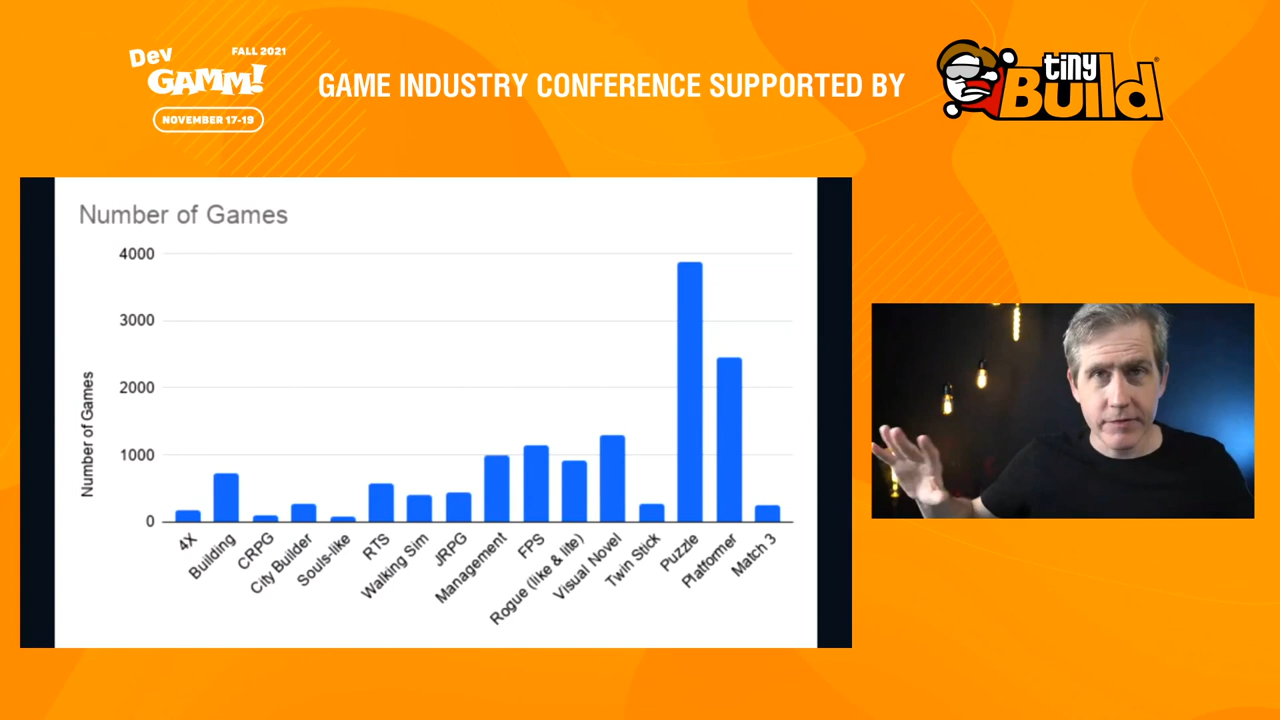 Dev
GAMM!
FALL 2021
NOVEMBER 17-19
GAME INDUSTRY CONFERENCE SUPPORTED BY
tiny
Build
Number of Games
Number of Games
4000
3000
2000
1000
0
4X
Building
CRPG
City Builder
Souls-like
RTS
Walking Sim
JRPG
Management
FPS
Rogue (like & lite)
Visual Novel
Twin Stick
Puzzle
Platformer
Match 3